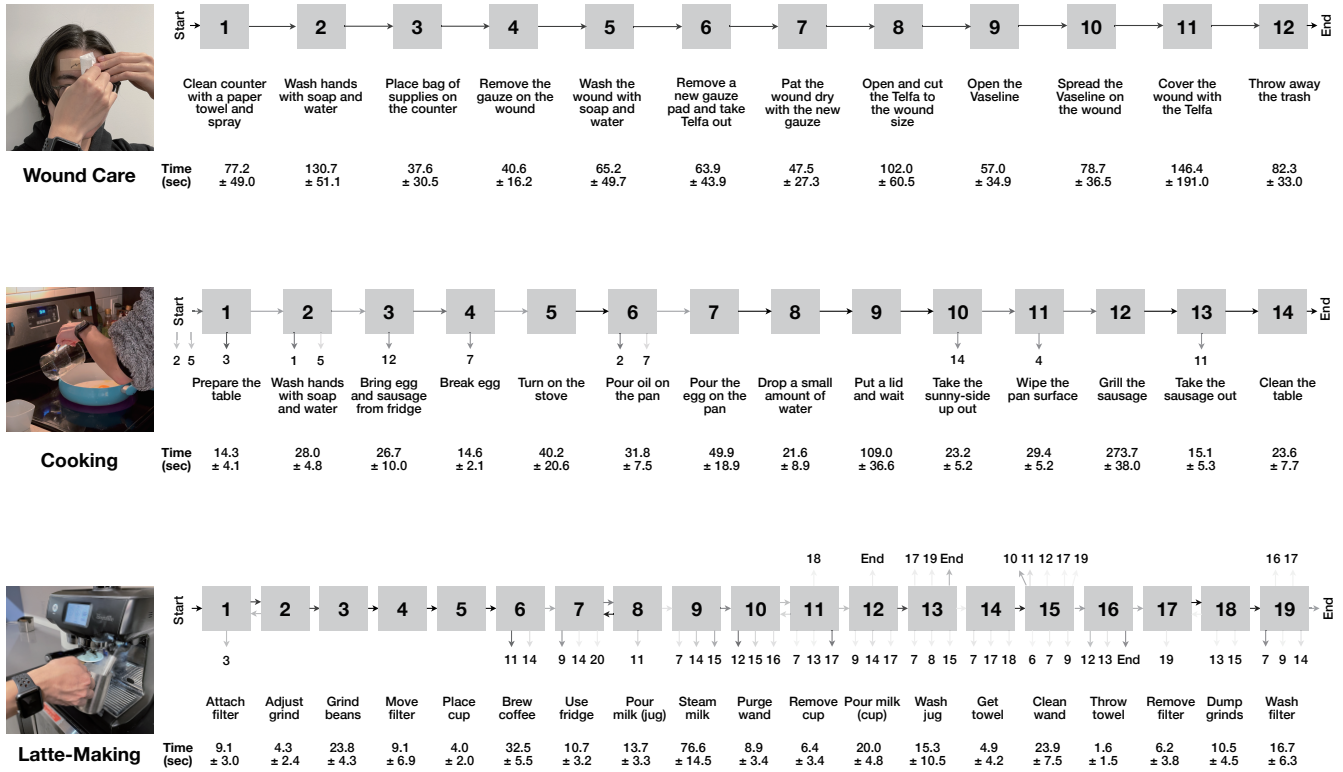 Start 1 2 3 4 5 6 7 8 9 10 11 12 End
Clean counter with a paper towel and spray
Wash hands with soap and water
Place bag of supplies on the counter
Remove the gauze on the wound
Wash the wound with soap and water
Remove a new gauze pad and take Telfa out
Pat the wound dry with the new gauze
Open and cut the Telfa to the wound size
Open the Vaseline
Spread the Vaseline on the wound
Cover the wound with the Telfa
Throw away the trash
Wound Care
Time (sec) 77.2 ± 49.0 130.7 ± 51.1 37.6 ± 30.5 40.6 ± 16.2 65.2 ± 49.7 63.9 ± 43.9 47.5 ± 27.3 102.0 ± 60.5 57.0 ± 34.9 78.7 ± 36.5 146.4 ± 191.0 82.3 ± 33.0
Start 1 2 3 4 5 6 7 8 9 10 11 12 13 14 End
2 5 3 1 5 12 7 2 7 14 4 11
Prepare the table
Wash hands with soap and water
Bring egg and sausage from fridge
Break egg
Turn on the stove
Pour oil on the pan
Pour the egg on the pan
Drop a small amount of water
Put a lid and wait
Take the sunny-side up out
Wipe the pan surface
Grill the sausage
Take the sausage out
Clean the table
Cooking
Time (sec) 14.3 ± 4.1 28.0 ± 4.8 26.7 ± 10.0 14.6 ± 2.1 40.2 ± 20.6 31.8 ± 7.5 49.9 ± 18.9 21.6 ± 8.9 109.0 ± 36.6 23.2 ± 5.2 29.4 ± 5.2 273.7 ± 38.0 15.1 ± 5.3 23.6 ± 7.7
18 End 17 19 End 10 11 12 17 19 16 17
Start 1 2 3 4 5 6 7 8 9 10 11 12 13 14 15 16 17 18 19 End
3 11 14 9 14 20 11 7 14 15 12 15 16 7 13 17 9 14 17 7 8 15 7 17 18 6 7 9 12 13 End 19 13 15 7 9 14
Attach filter
Adjust grind
Grind beans
Move filter
Place cup
Brew coffee
Use fridge
Pour milk (jug)
Steam milk
Purge wand
Remove cup
Pour milk (cup)
Wash jug
Get towel
Clean wand
Throw towel
Remove filter
Dump grinds
Wash filter
Latte-Making
Time (sec) 9.1 ± 3.0 4.3 ± 2.4 23.8 ± 4.3 9.1 ± 6.9 4.0 ± 2.0 32.5 ± 5.5 10.7 ± 3.2 13.7 ± 3.3 76.6 ± 14.5 8.9 ± 3.4 6.4 ± 3.4 20.0 ± 4.8 15.3 ± 10.5 4.9 ± 4.2 23.9 ± 7.5 1.6 ± 1.5 6.2 ± 3.8 10.5 ± 4.5 16.7 ± 6.3